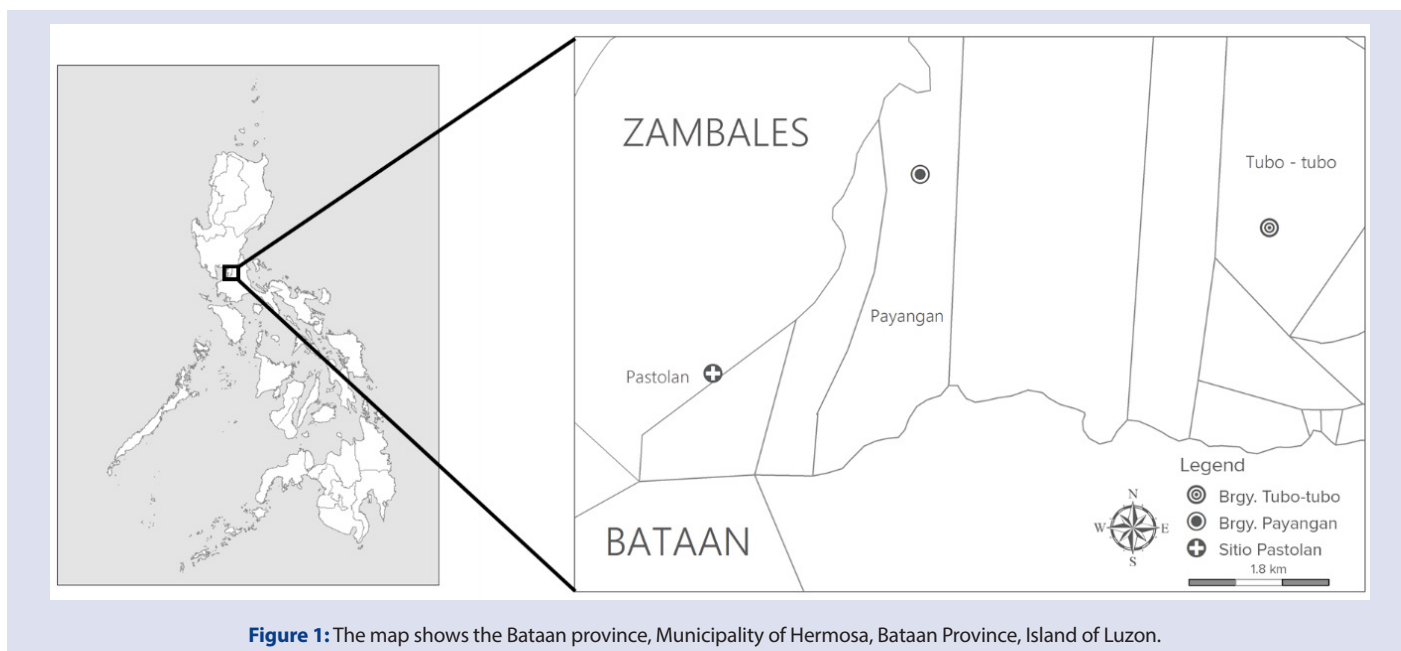 ZAMBALES
Tubo - tubo
Payangan
Pastolan
BATAAN
Legend
Brgy. Tubo-tubo
Brgy. Payangan
Sitio Pastolan
1.8 km
N
W
E
S
Figure 1: The map shows the Bataan province, Municipality of Hermosa, Bataan Province, Island of Luzon.